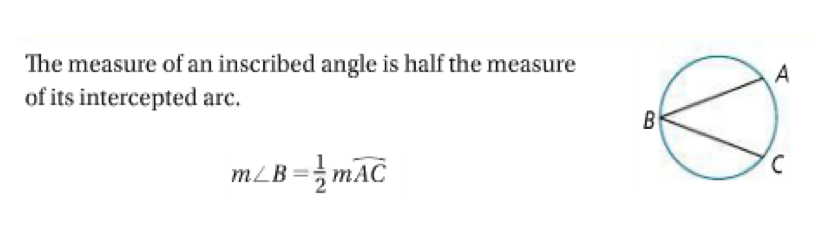 The measure of an inscribed angle is half the measure
of its intercepted arc.
m∠B = 1/2 mAC
A
B
C